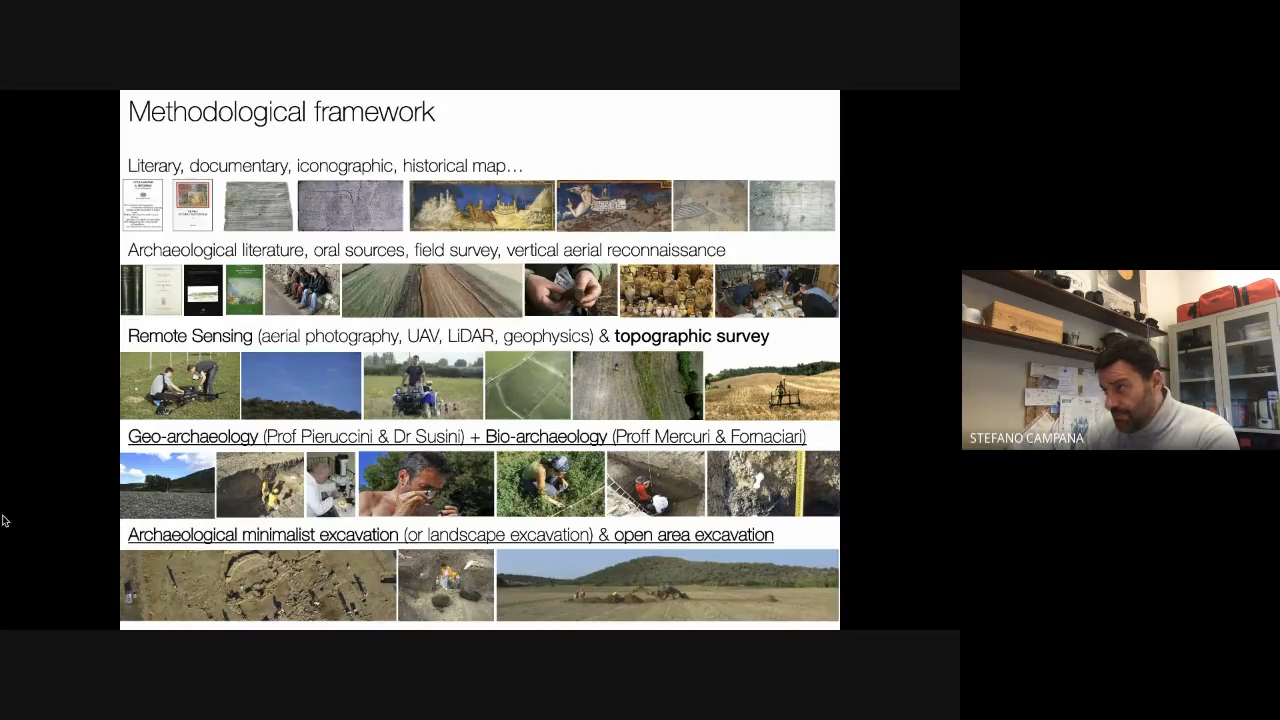 Methodological framework
Literary, documentary, iconographic, historical map…
Archaeological literature, oral sources, field survey, vertical aerial reconnaissance
Remote Sensing (aerial photography, UAV, LiDAR, geophysics) & topographic survey
Geo-archaeology (Prof Pieruccini & Dr Susini) + Bio-archaeology (Proff Mercuri & Fornaciari)
Archaeological minimalist excavation (or landscape excavation) & open area excavation
STEFANO CAMPANA